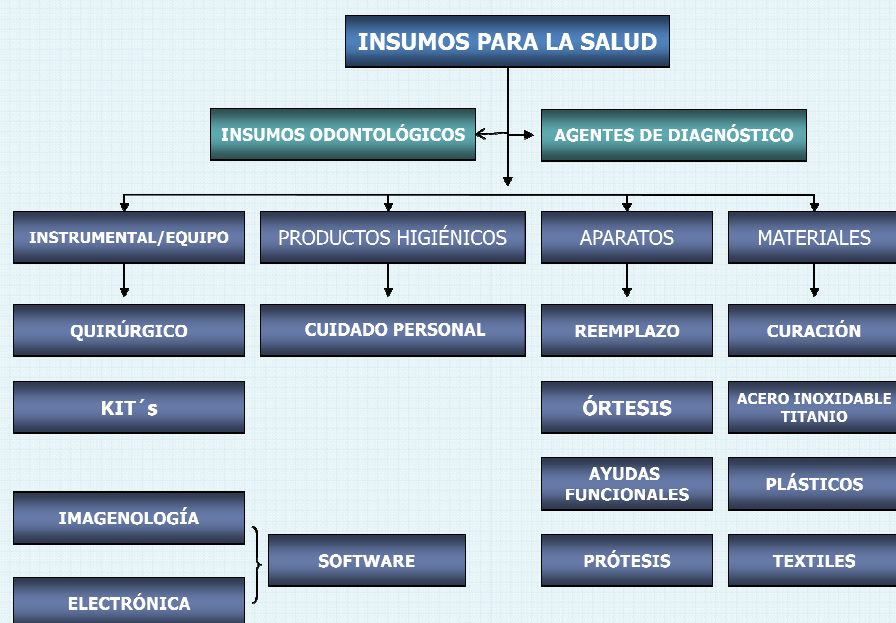 INSUMOS PARA LA SALUD
INSUMOS ODONTOLÓGICOS
AGENTES DE DIAGNÓSTICO
INSTRUMENTAL/EQUIPO
PRODUCTOS HIGIÉNICOS
APARATOS
MATERIALES
QUIRÚRGICO
CUIDADO PERSONAL
REEMPLAZO
CURACIÓN
KIT´s
ÓRTESIS
ACERO INOXIDABLE
TITANIO
AYUDAS
FUNCIONALES
PLÁSTICOS
IMAGENOLOGÍA
SOFTWARE
PRÓTESIS
TEXTILES
ELECTRÓNICA